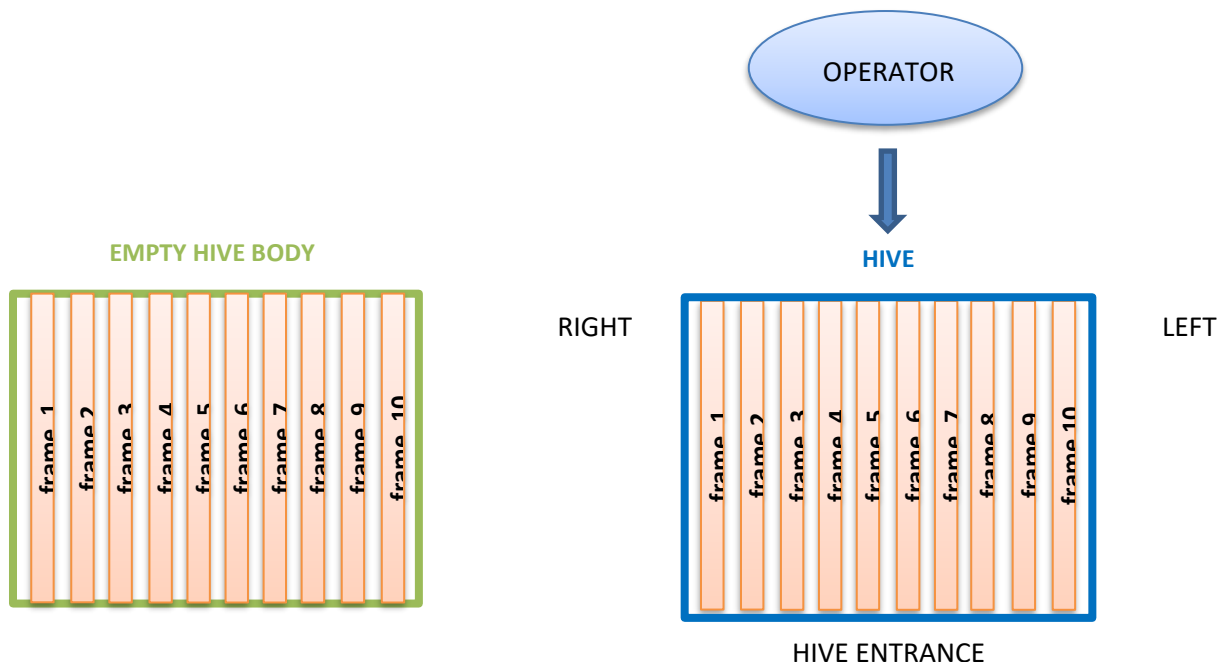 OPERATOR
EMPTY HIVE BODY
HIVE
RIGHT
LEFT
frame 1
frame 2
frame 3
frame 4
frame 5
frame 6
frame 7
frame 8
frame 9
frame 10
frame 1
frame 2
frame 3
frame 4
frame 5
frame 6
frame 7
frame 8
frame 9
frame 10
HIVE ENTRANCE